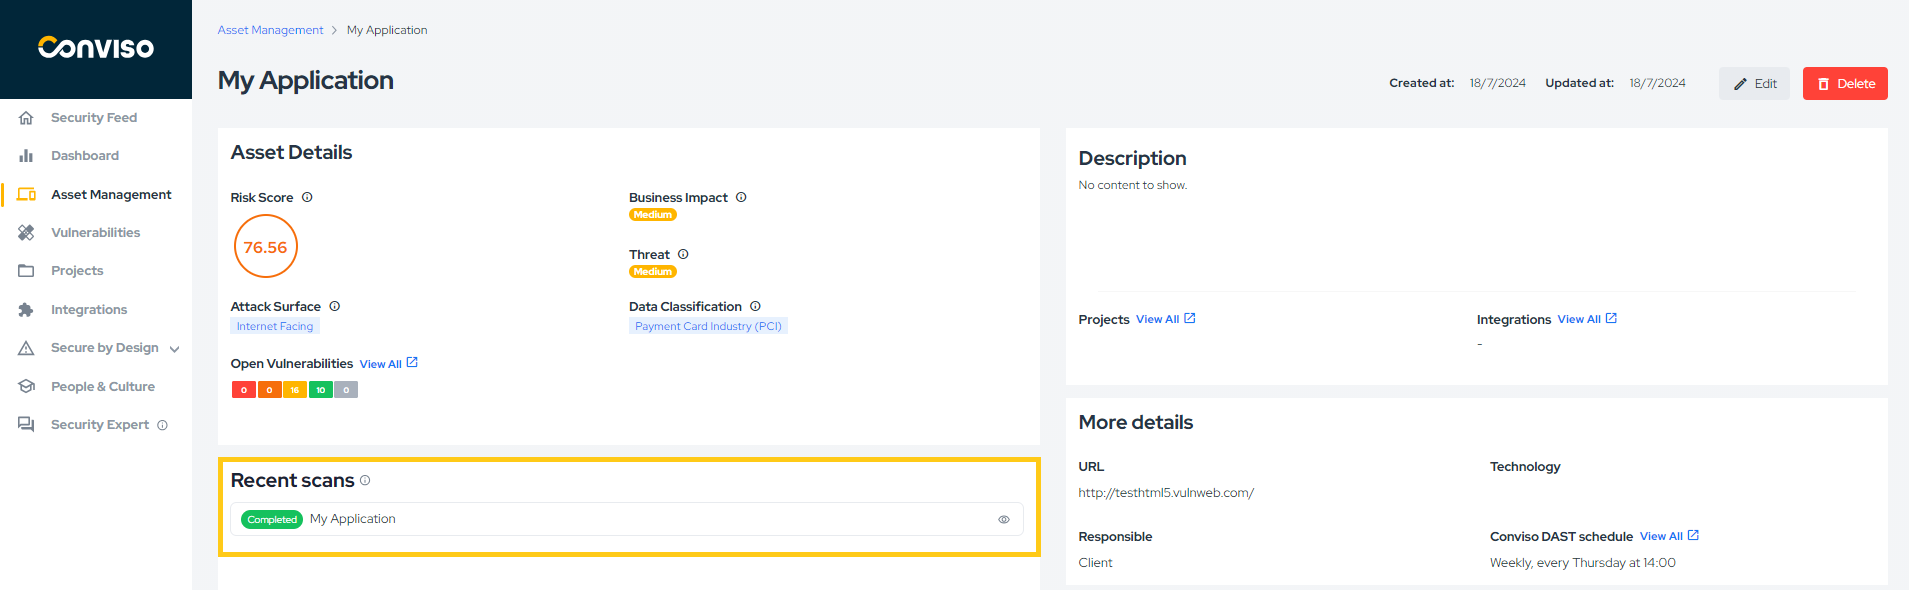 Conviso
Security Feed
Dashboard
Asset Management
Vulnerabilities
Projects
Integrations
Secure by Design
People & Culture
Security Expert
Asset Management > My Application
My Application
Created at: 18/7/2024 Updated at: 18/7/2024 Edit Delete
Asset Details
Risk Score
76.56
Business Impact
Medium
Threat
Medium
Attack Surface
Internet Facing
Data Classification
Payment Card Industry (PCI)
Open Vulnerabilities View All
0 0 16 10 0
Recent scans
Completed My Application
Description
No content to show.
Projects View All
Integrations View All
-
More details
URL
http://testhtml5.vulnweb.com/
Technology
Responsible
Client
Conviso DAST schedule View All
Weekly, every Thursday at 14:00